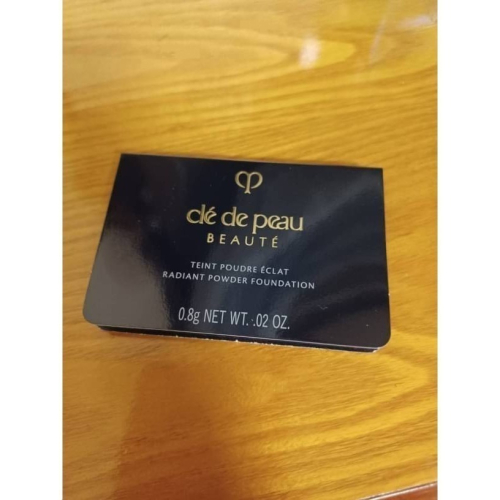 clé de peau
BEAUTÉ
TEINT POUDRE ÉCLAT
RADIANT POWDER FOUNDATION
0.8g NET WT. .02 OZ.